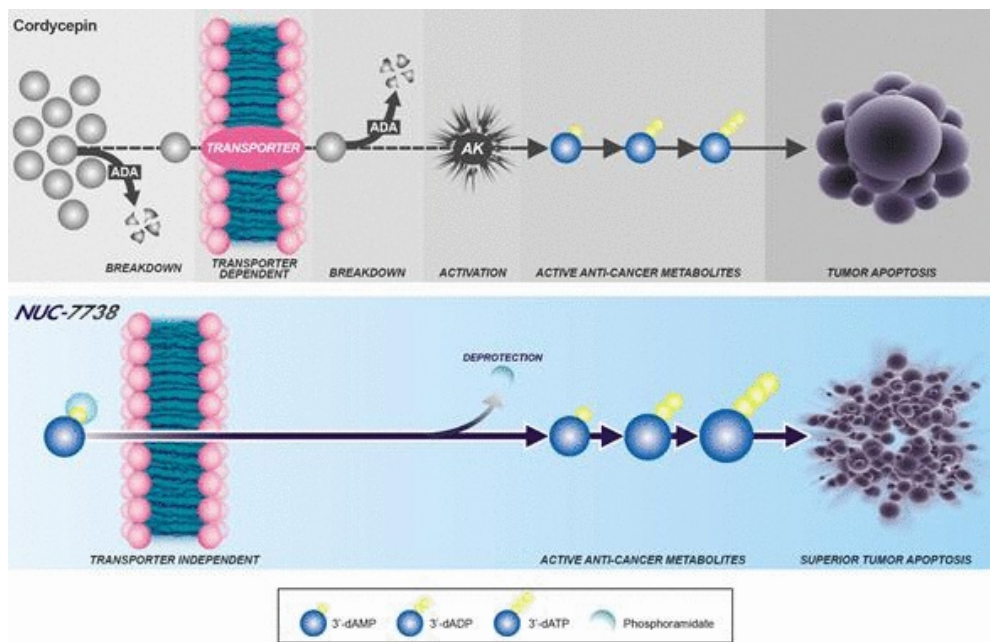 Cordycepin
ADA
TRANSPORTER
ADA
AK
BREAKDOWN
TRANSPORTER
DEPENDENT
BREAKDOWN
ACTIVATION
ACTIVE ANTI-CANCER METABOLITES
TUMOR APOPTOSIS
NUC-7738
DEPROTECTION
TRANSPORTER INDEPENDENT
ACTIVE ANTI-CANCER METABOLITES
SUPERIOR TUMOR APOPTOSIS
3'-dAMP
3'-dADP
3'-dATP
Phosphoramidate